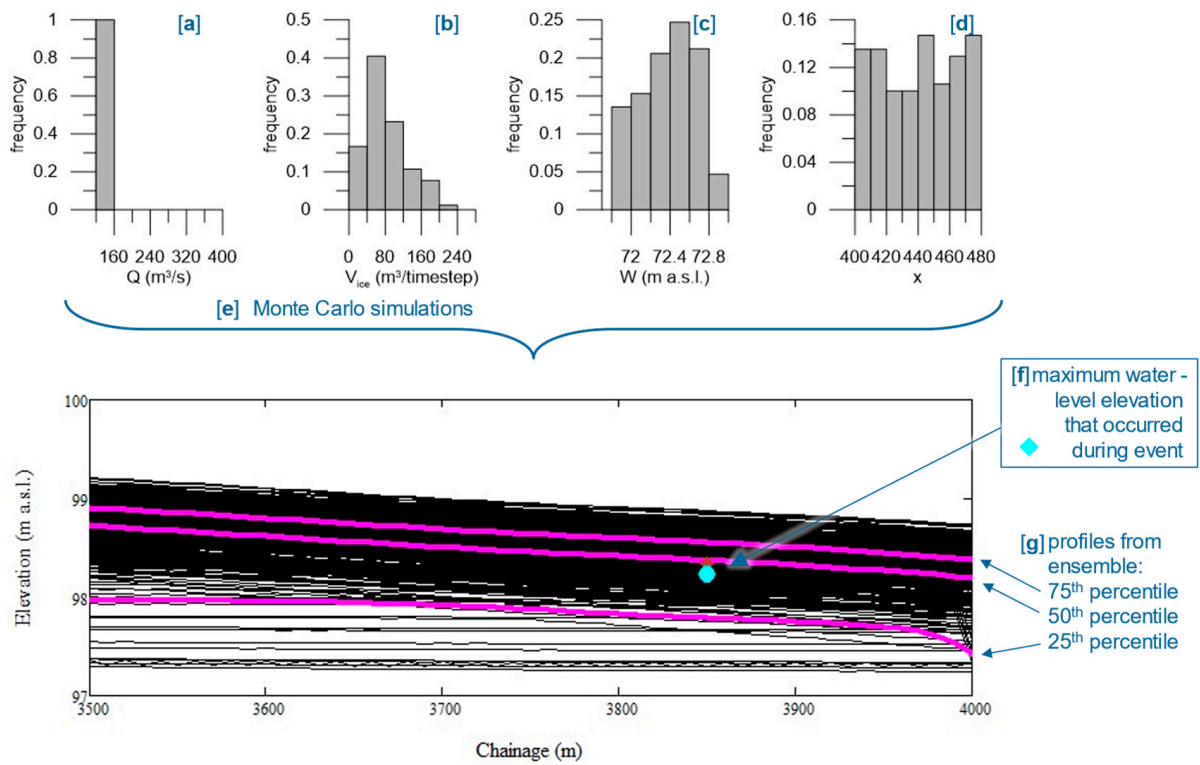 [a]
1
0.8
0.6
0.4
0.2
0
frequency
160 240 320 400
Q (m³/s)
[b]
0.5
0.4
0.3
0.2
0.1
0
frequency
0 80 160 240
Vice (m³/timestep)
[c]
0.25
0.2
0.15
0.1
0.05
0
frequency
72 72.4 72.8
W (m a.s.l.)
[d]
0.16
0.12
0.08
0.04
0
frequency
400 420 440 460 480
x
[e] Monte Carlo simulations
[f] maximum water -
level elevation
that occurred
during event
100
99
98
97
Elevation (m a.s.l.)
3500 3600 3700 3800 3900 4000
Chainage (m)
[g] profiles from
ensemble:
75th percentile
50th percentile
25th percentile